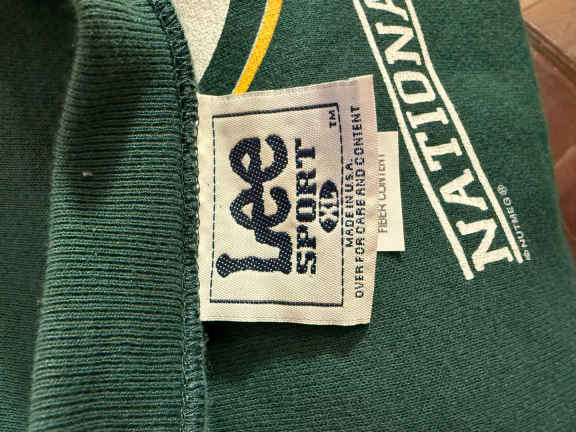 Lee
SPORT
TM
XL
MADE IN U.S.A.
OVER FOR CARE AND CONTENT
FIBER CONTENT
NATIONA
© NUTMEG ®